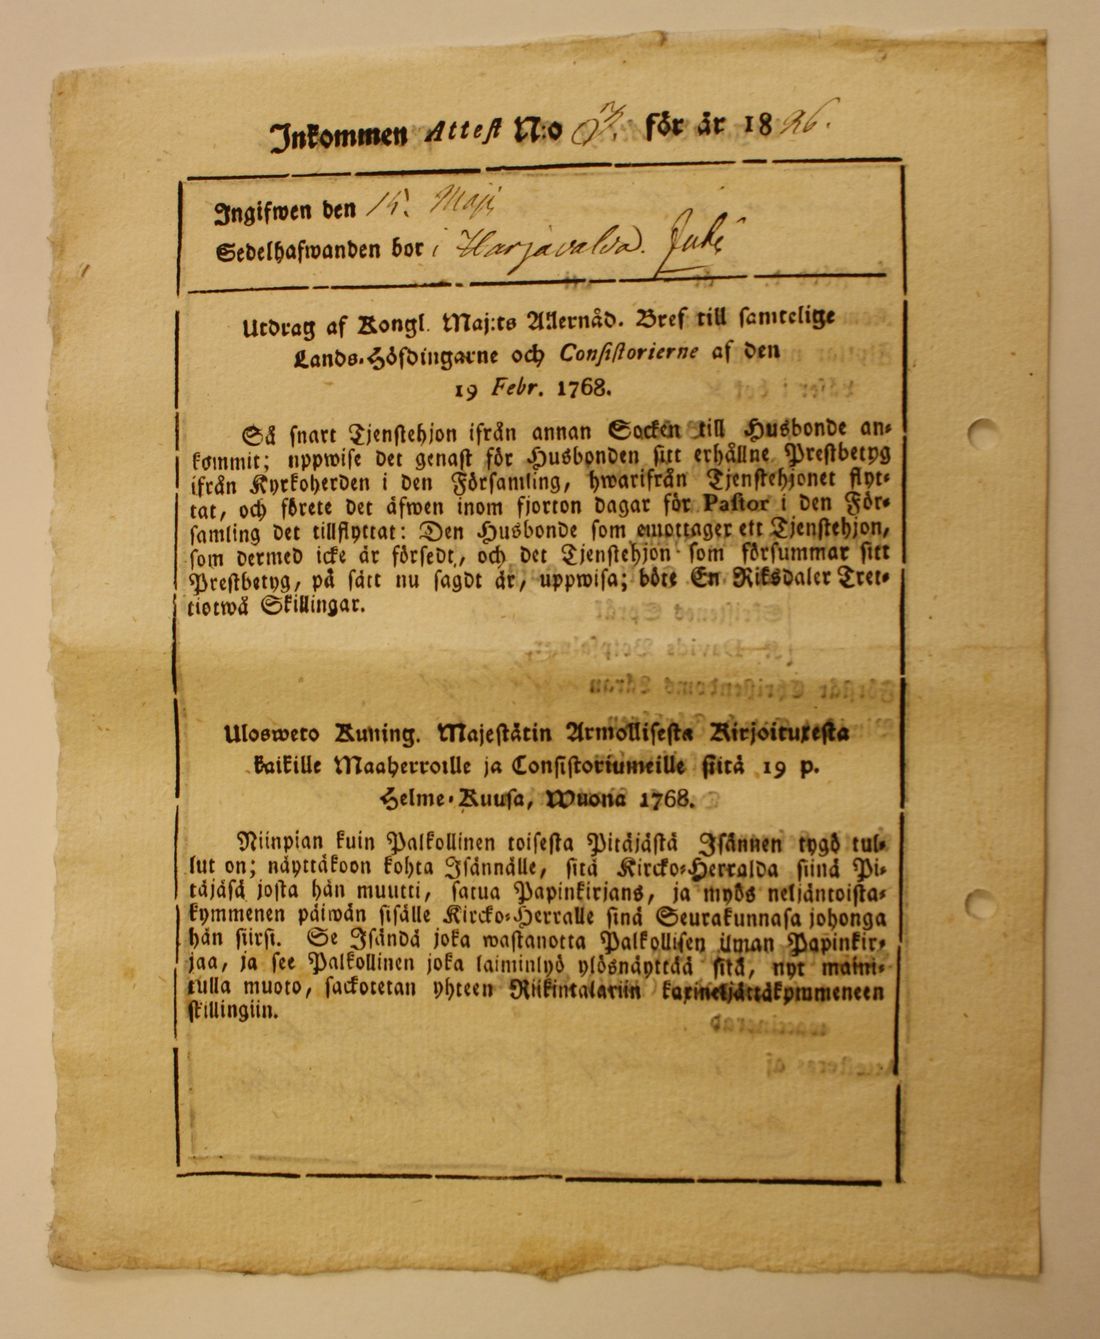 Inkommen Attest N:o 37. för år 1826.
Ingifwen den 15. Maji
Sedelhafwanden bor i Harjavalda.
Utdrag af Kongl. Maj:ts Allernåd. Bref till samtelige
Lands-Höfdingarne och Consistorierne af den
19 Febr. 1768.
Så snart Tjenstehjon ifrån annan Socken till Husbonde an-
kommit; uppwise det genast för Husbonden sitt erhållne Prestbetyg
ifrån Kyrkoherden i den Församling, hwarifrån Tjenstehjonet flyt-
tat, och förete det äfwen inom fjorton dagar för Pastor i den För-
samling det tillflyttat: Den Husbonde som emottager ett Tjenstehjon,
som dermed icke är försedt, och det Tjenstehjon som försummar sitt
Prestbetyg, på sätt nu sagdt är, uppwisa; böte En Riksdaler Tret-
tiotwå Skillingar.
Ulosweto Kuning. Majestätin Armollisesta Kirjoituxesta
kaikille Maaherroille ja Consistoriumeille siitä 19 p.
Helme-Kuusa, Wuona 1768.
Niinpian kuin Palkollinen toisesta Pitäjästä Isännen tygö tul-
lut on; näyttäkoon kohta Isännälle, sitä Kircko-Herralda siinä Pi-
täjäsä josta hän muutti, satua Papinkirjans, ja myös neljäntoista-
kymmenen päiwän sisälle Kircko-Herralle sinä Seurakunnasa johonga
hän siirsi. Se Isändä joka wastanotta Palkollisen ilman Papinkir-
jaa, ja see Palkollinen joka laiminlyö ylösnäyttää sitä, nyt maini-
tulla muoto, sackotetan yhteen Riikintalariin kaxineljättäkymmeneen
skillingiin.